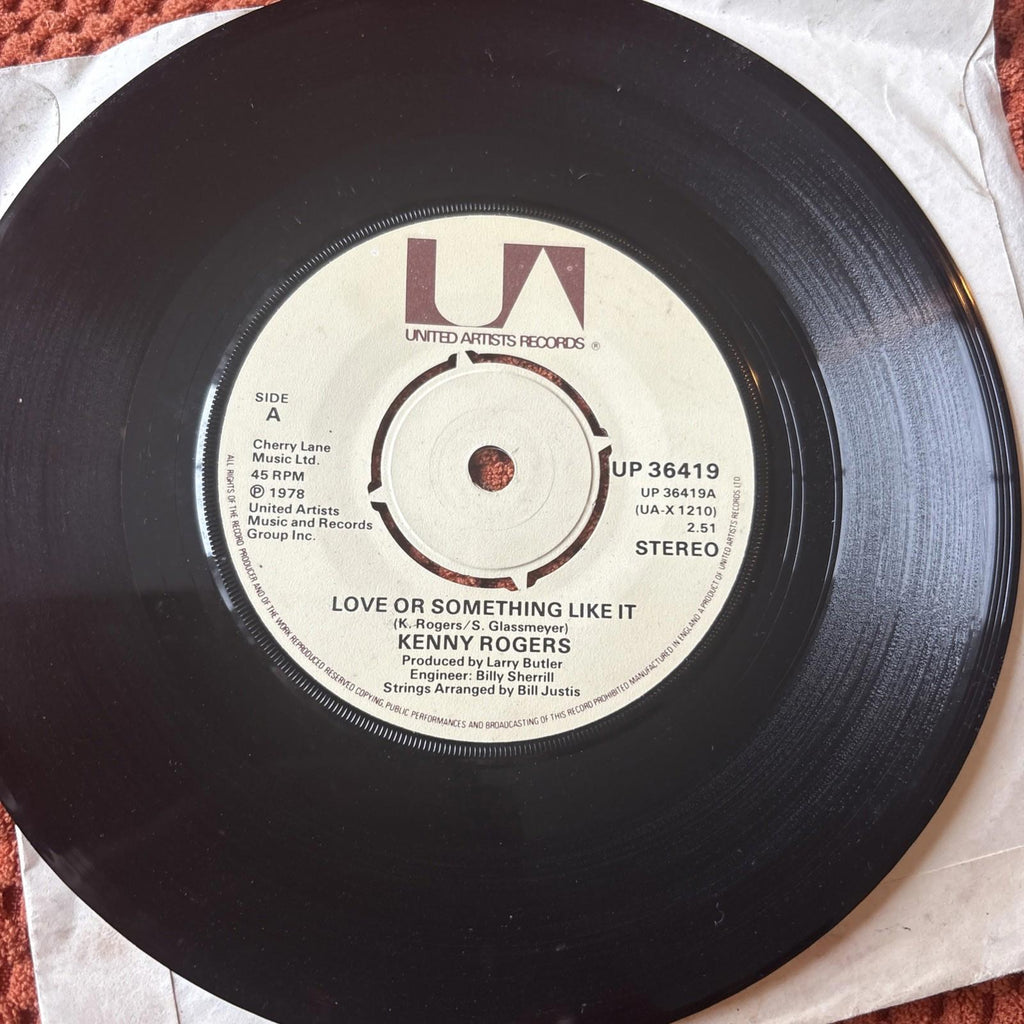 UA
UNITED ARTISTS RECORDS ®
SIDE
A
Cherry Lane
Music Ltd.
45 RPM
℗ 1978
United Artists
Music and Records
Group Inc.
UP 36419
UP 36419A
(UA-X 1210)
2.51
STEREO
LOVE OR SOMETHING LIKE IT
(K. Rogers/S. Glassmeyer)
KENNY ROGERS
Produced by Larry Butler
Engineer: Billy Sherrill
Strings Arranged by Bill Justis
ALL RIGHTS OF THE RECORD PRODUCER AND OF THE WORK REPRODUCED RESERVED COPYING, PUBLIC PERFORMANCES AND BROADCASTING OF THIS RECORD PROHIBITED. MANUFACTURED IN ENGLAND A PRODUCT OF UNITED ARTISTS RECORDS LTD